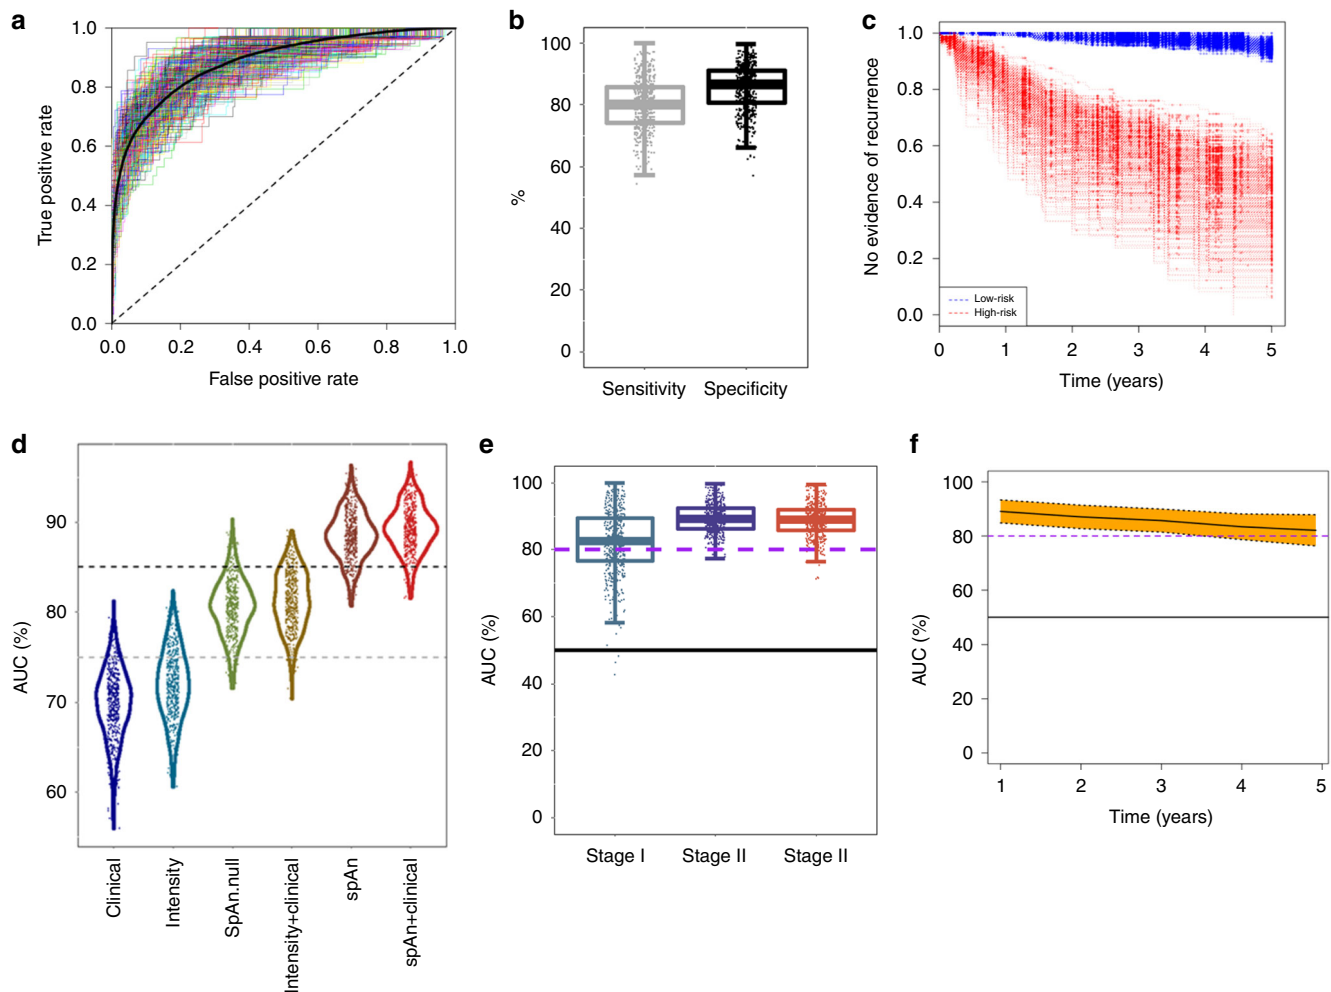 a
1.0
0.8
0.6
0.4
0.2
0.0
True positive rate
0.0 0.2 0.4 0.6 0.8 1.0
False positive rate
b
100
80
60
40
20
0
%
Sensitivity Specificity
c
1.0
0.8
0.6
0.4
0.2
0.0
No evidence of recurrence
Low-risk
High-risk
0 1 2 3 4 5
Time (years)
d
90
80
70
60
AUC (%)
Clinical
Intensity
SpAn.null
Intensity+clinical
spAn
spAn+clinical
e
100
80
60
40
20
0
AUC (%)
Stage I Stage II Stage II
f
100
80
60
40
20
0
AUC (%)
1 2 3 4 5
Time (years)